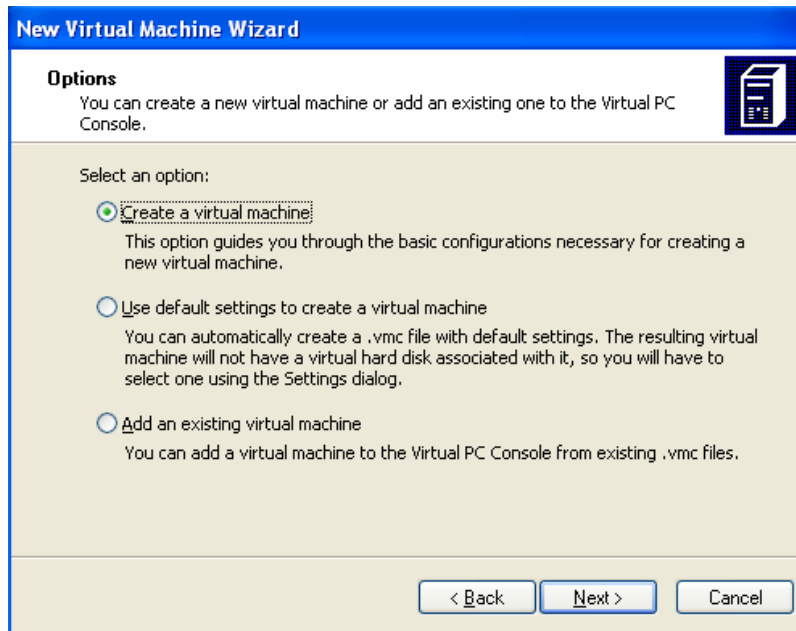 New Virtual Machine Wizard
Options
You can create a new virtual machine or add an existing one to the Virtual PC
Console.
Select an option:
Create a virtual machine
This option guides you through the basic configurations necessary for creating a
new virtual machine.
Use default settings to create a virtual machine
You can automatically create a .vmc file with default settings. The resulting virtual
machine will not have a virtual hard disk associated with it, so you will have to
select one using the Settings dialog.
Add an existing virtual machine
You can add a virtual machine to the Virtual PC Console from existing .vmc files.
< Back Next > Cancel